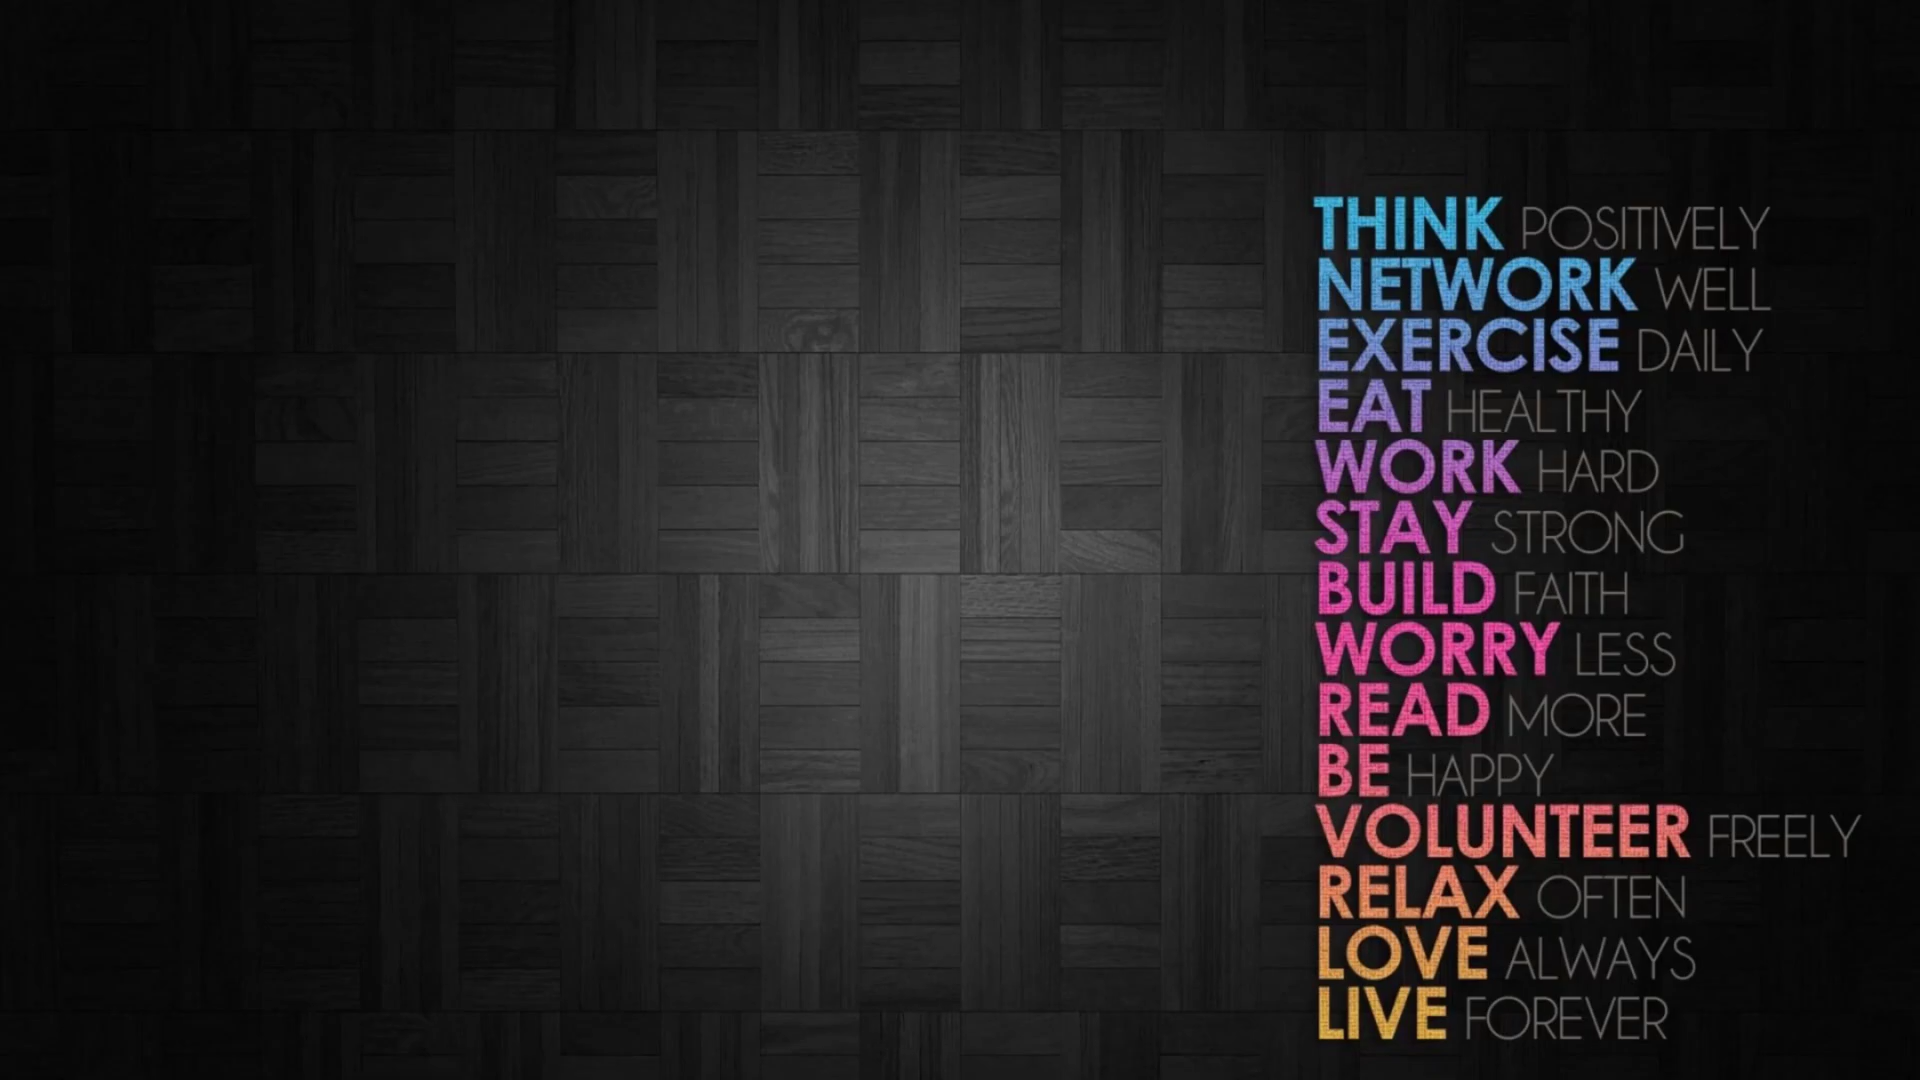 THINK POSITIVELY
NETWORK WELL
EXERCISE DAILY
EAT HEALTHY
WORK HARD
STAY STRONG
BUILD FAITH
WORRY LESS
READ MORE
BE HAPPY
VOLUNTEER FREELY
RELAX OFTEN
LOVE ALWAYS
LIVE FOREVER